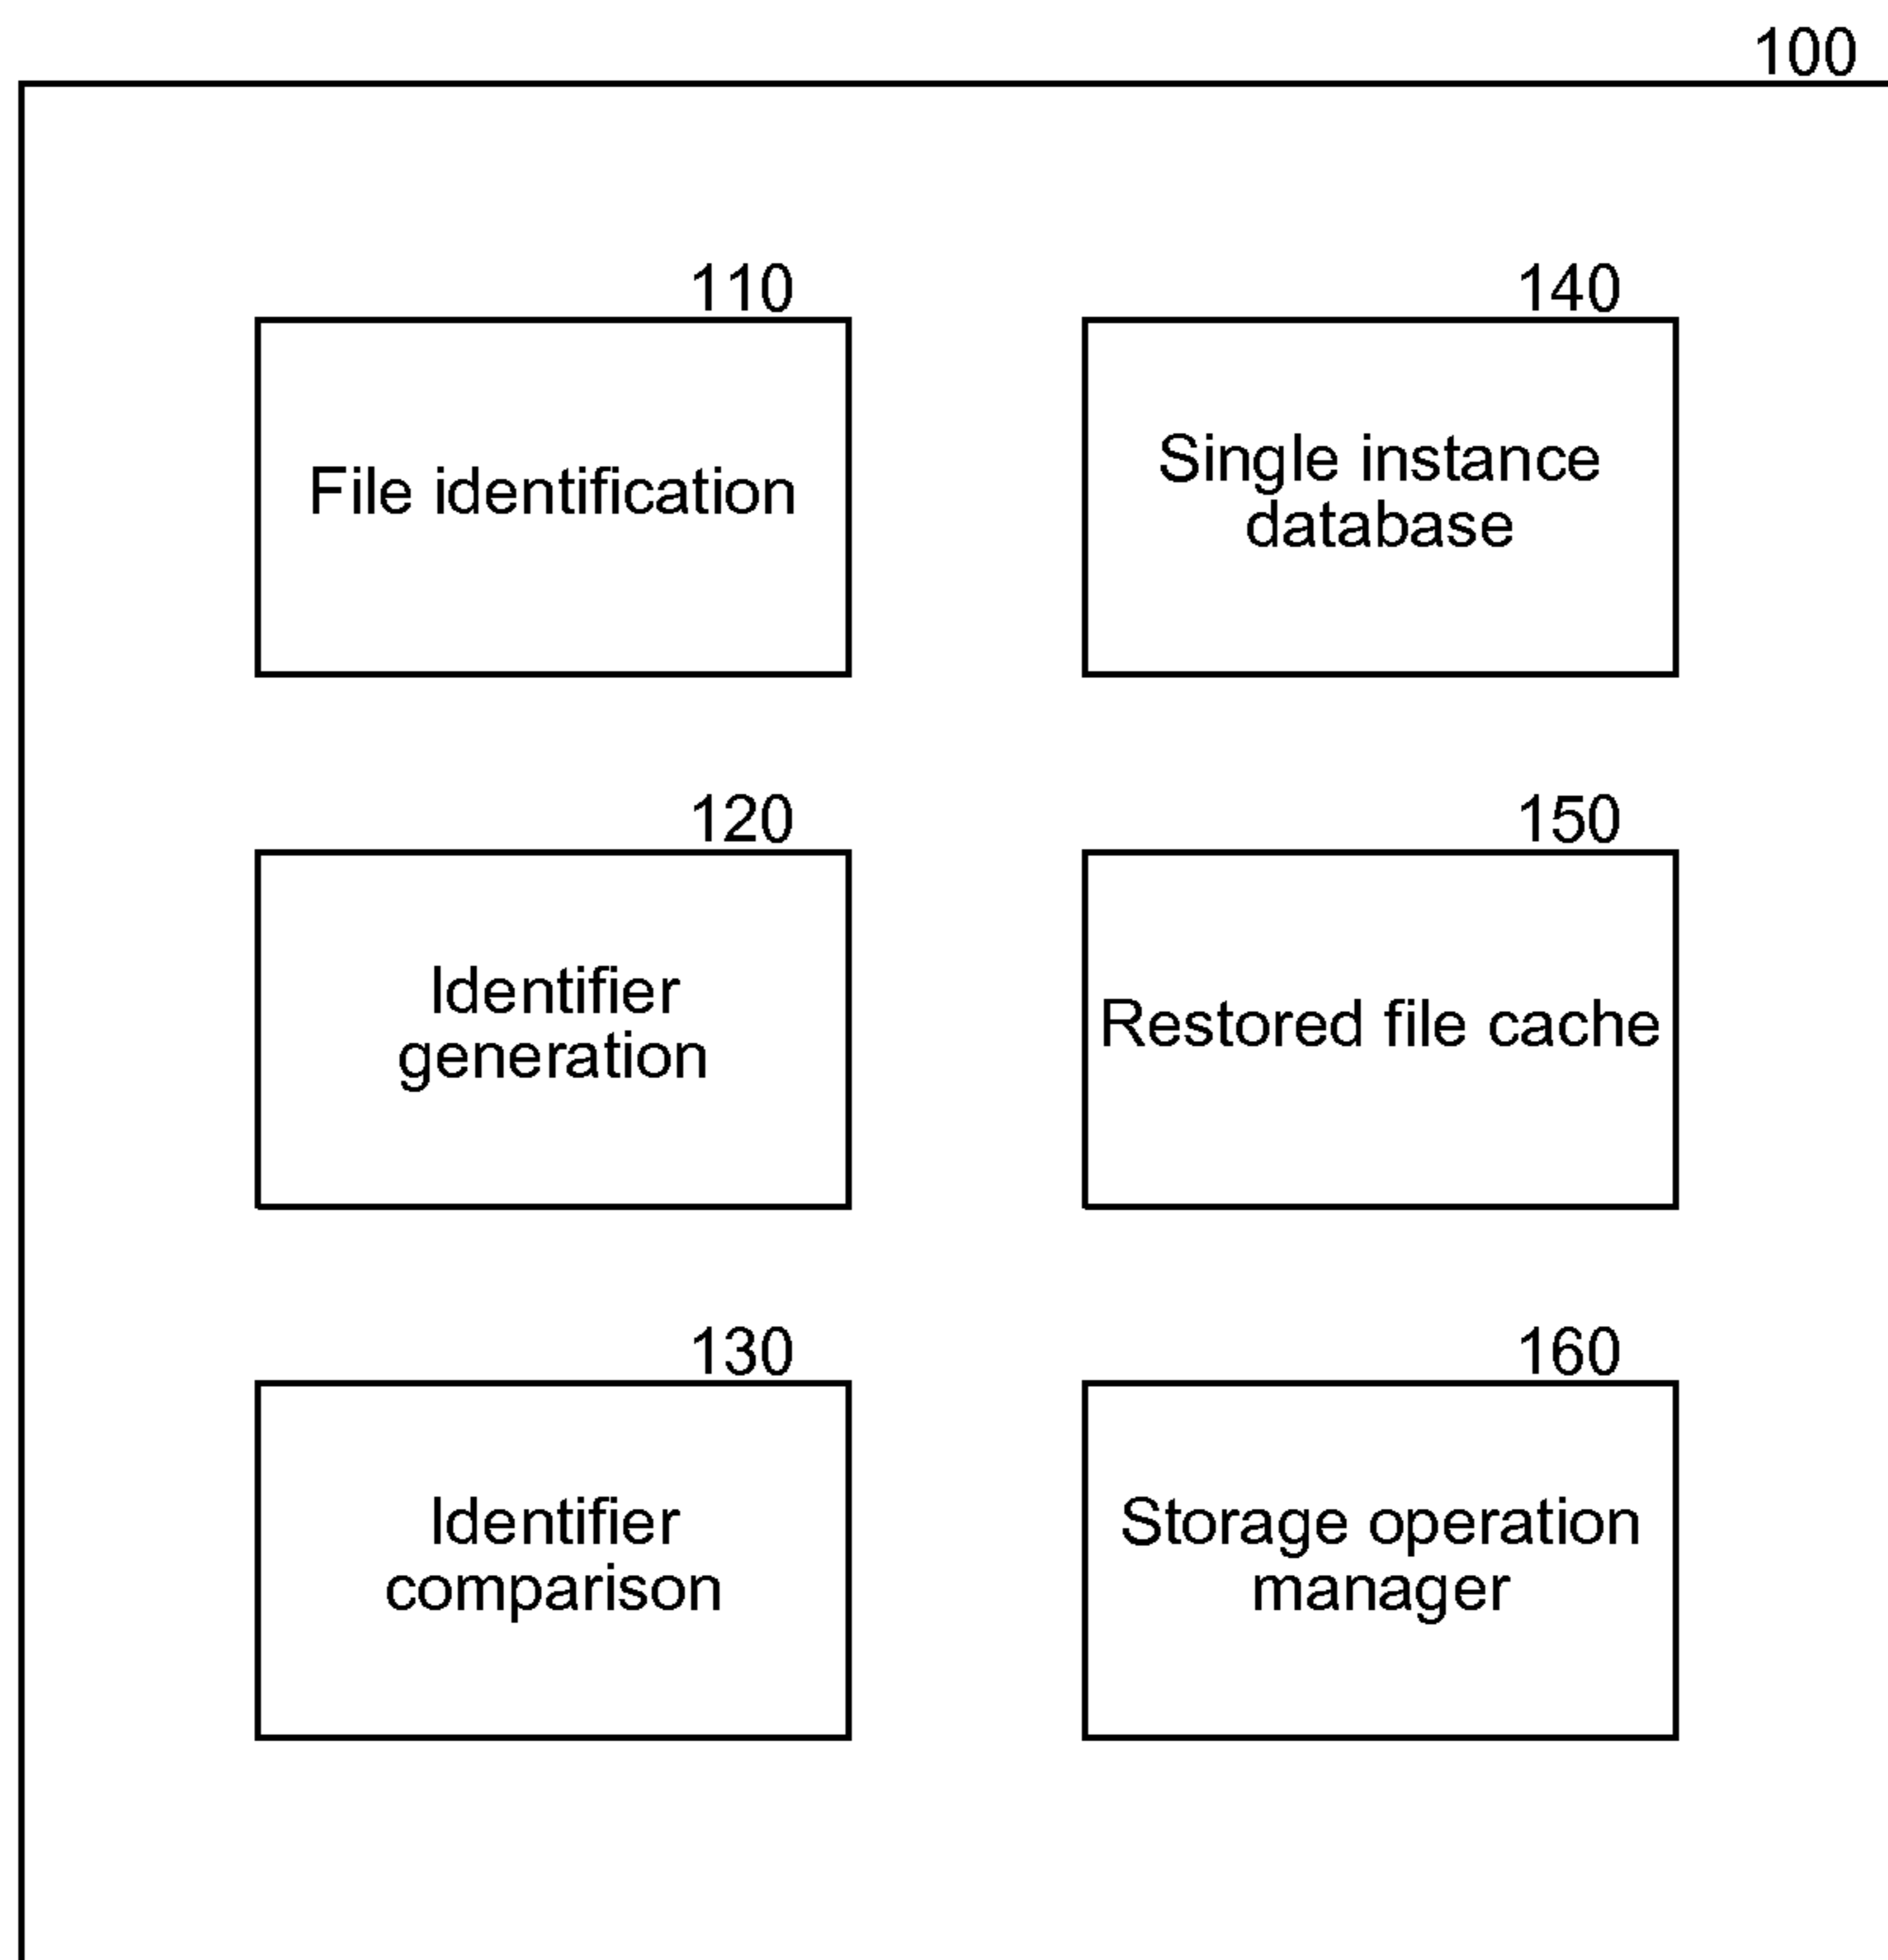 100
110
File identification
140
Single instance
database
120
Identifier
generation
150
Restored file cache
130
Identifier
comparison
160
Storage operation
manager